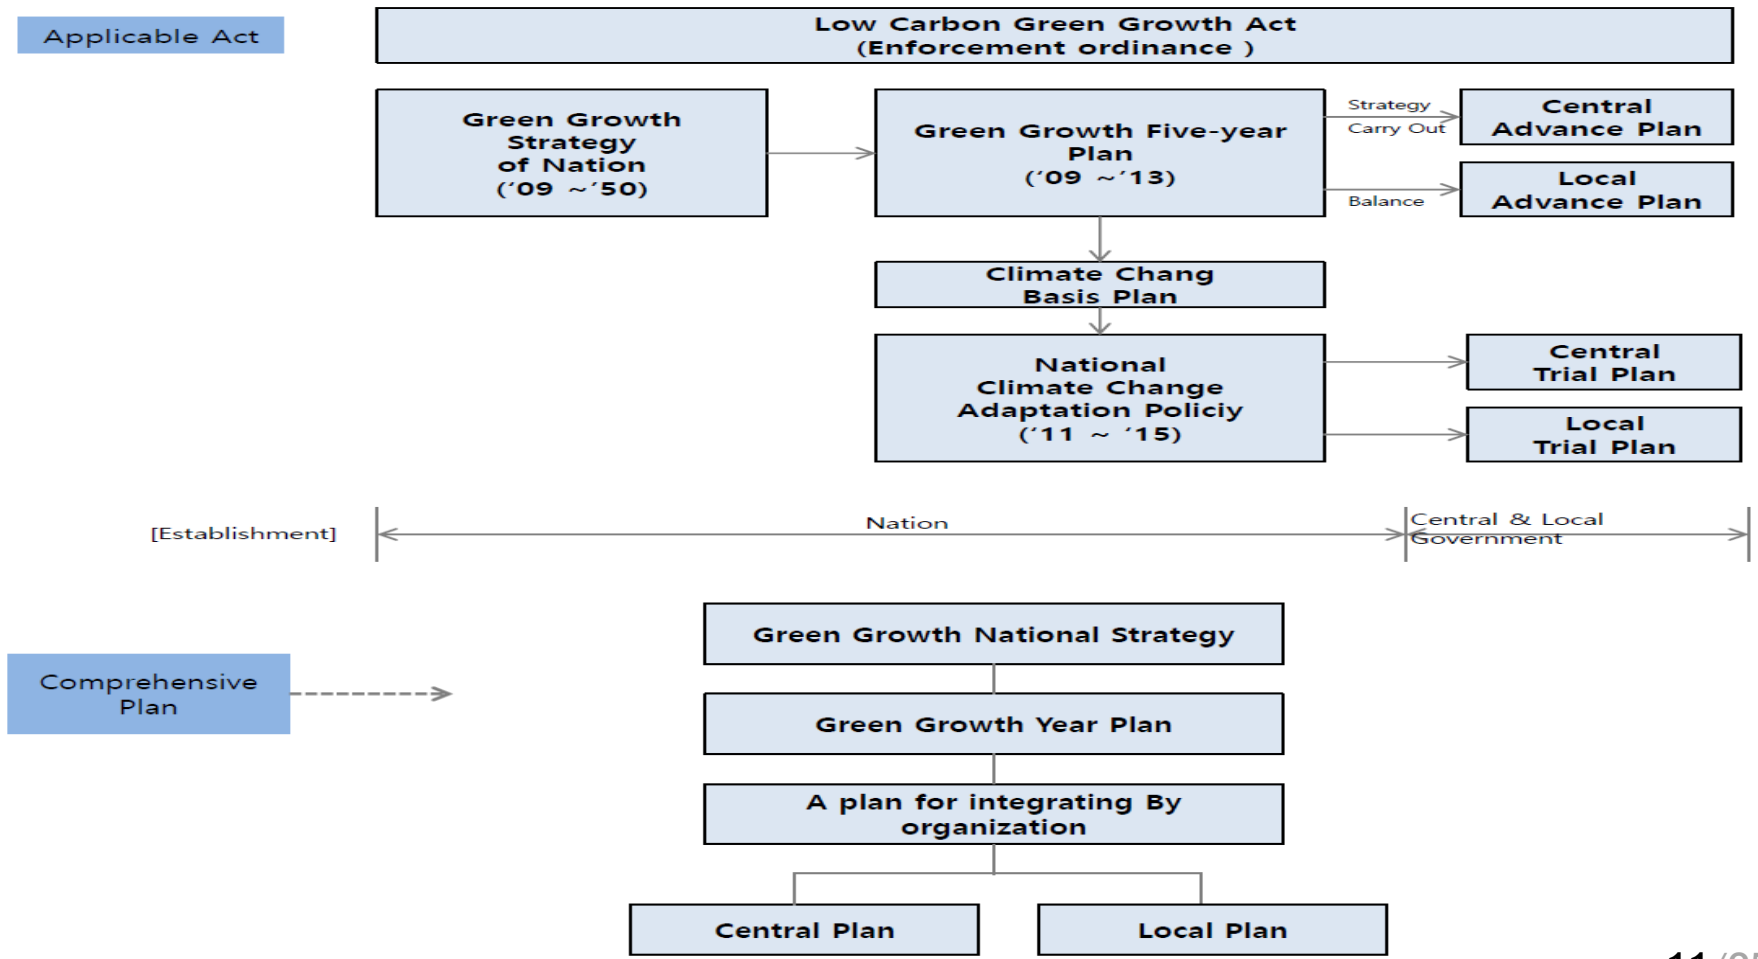 Applicable Act
Low Carbon Green Growth Act
(Enforcement ordinance )
Green Growth
Strategy
of Nation
(‘09 ~’50)
Green Growth Five-year
Plan
(‘09 ~’13)
Strategy
Carry Out
Balance
Central
Advance Plan
Local
Advance Plan
Climate Chang
Basis Plan
National
Climate Change
Adaptation Policiy
(‘11 ~ ‘15)
Central
Trial Plan
Local
Trial Plan
[Establishment]
Nation
Central & Local
Government
Green Growth National Strategy
Comprehensive
Plan
Green Growth Year Plan
A plan for integrating By
organization
Central Plan
Local Plan